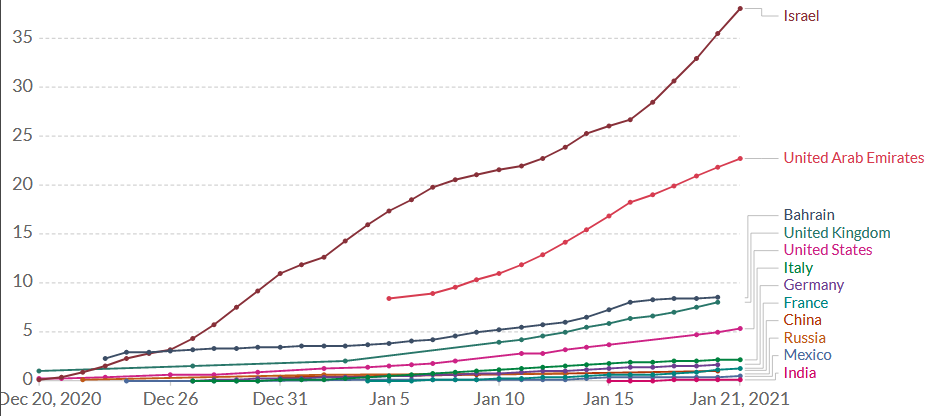 35
30
25
20
15
10
5
0
Dec 20, 2020 Dec 26 Dec 31 Jan 5 Jan 10 Jan 15 Jan 21, 2021
Israel
United Arab Emirates
Bahrain
United Kingdom
United States
Italy
Germany
France
China
Russia
Mexico
India